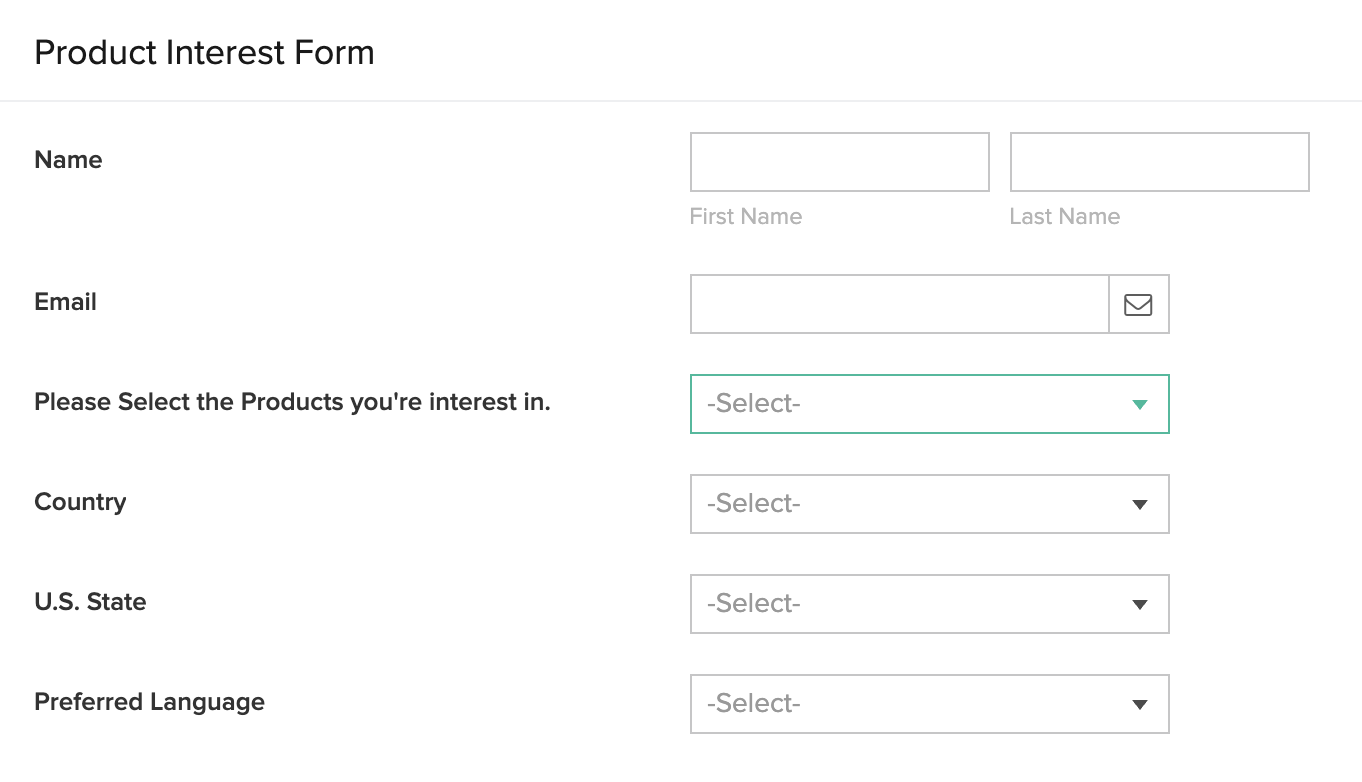 Product Interest Form
Name
First Name Last Name
Email
Please Select the Products you're interest in.
-Select-
Country
-Select-
U.S. State
-Select-
Preferred Language
-Select-